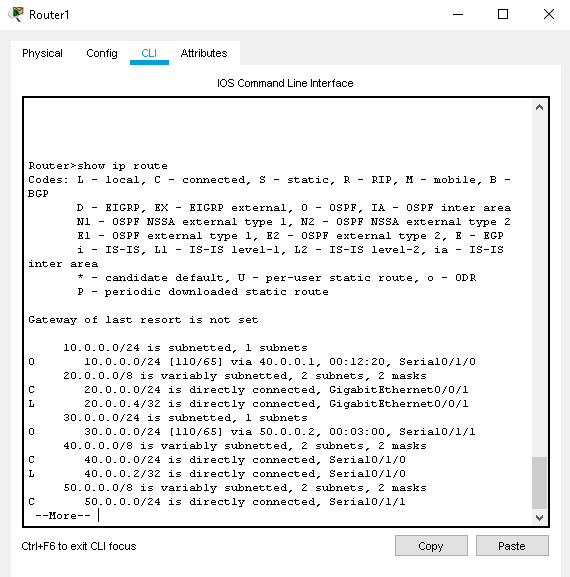 Router1
Physical Config CLI Attributes
IOS Command Line Interface
Router>show ip route
Codes: L - local, C - connected, S - static, R - RIP, M - mobile, B -
BGP
D - EIGRP, EX - EIGRP external, O - OSPF, IA - OSPF inter area
N1 - OSPF NSSA external type 1, N2 - OSPF NSSA external type 2
E1 - OSPF external type 1, E2 - OSPF external type 2, E - EGP
i - IS-IS, L1 - IS-IS level-1, L2 - IS-IS level-2, ia - IS-IS
inter area
* - candidate default, U - per-user static route, o - ODR
P - periodic downloaded static route
Gateway of last resort is not set
10.0.0.0/24 is subnetted, 1 subnets
O 10.0.0.0/24 [110/65] via 40.0.0.1, 00:12:20, Serial0/1/0
20.0.0.0/8 is variably subnetted, 2 subnets, 2 masks
C 20.0.0.0/24 is directly connected, GigabitEthernet0/0/1
L 20.0.0.4/32 is directly connected, GigabitEthernet0/0/1
30.0.0.0/24 is subnetted, 1 subnets
O 30.0.0.0/24 [110/65] via 50.0.0.2, 00:03:00, Serial0/1/1
40.0.0.0/8 is variably subnetted, 2 subnets, 2 masks
C 40.0.0.0/24 is directly connected, Serial0/1/0
L 40.0.0.2/32 is directly connected, Serial0/1/0
50.0.0.0/8 is variably subnetted, 2 subnets, 2 masks
C 50.0.0.0/24 is directly connected, Serial0/1/1
--More--
Ctrl+F6 to exit CLI focus
Copy Paste